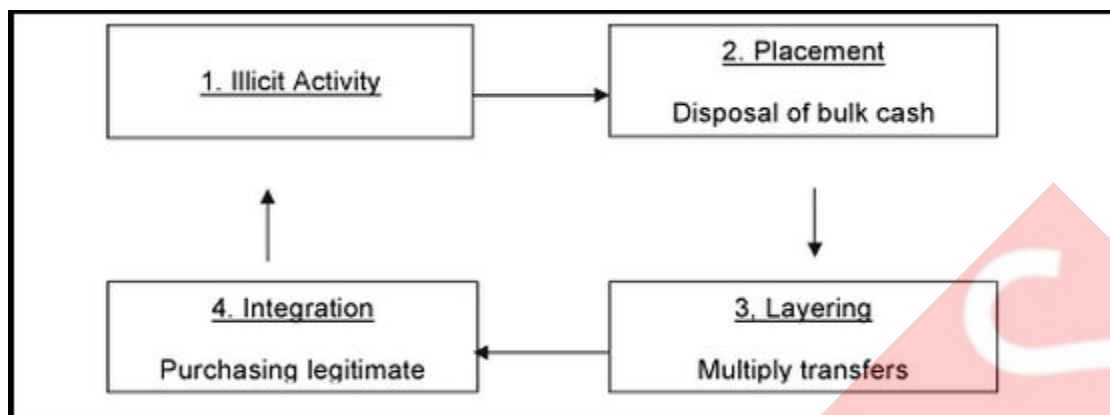 1. Illicit Activity
2. Placement
Disposal of bulk cash
4. Integration
Purchasing legitimate
3, Layering
Multiply transfers